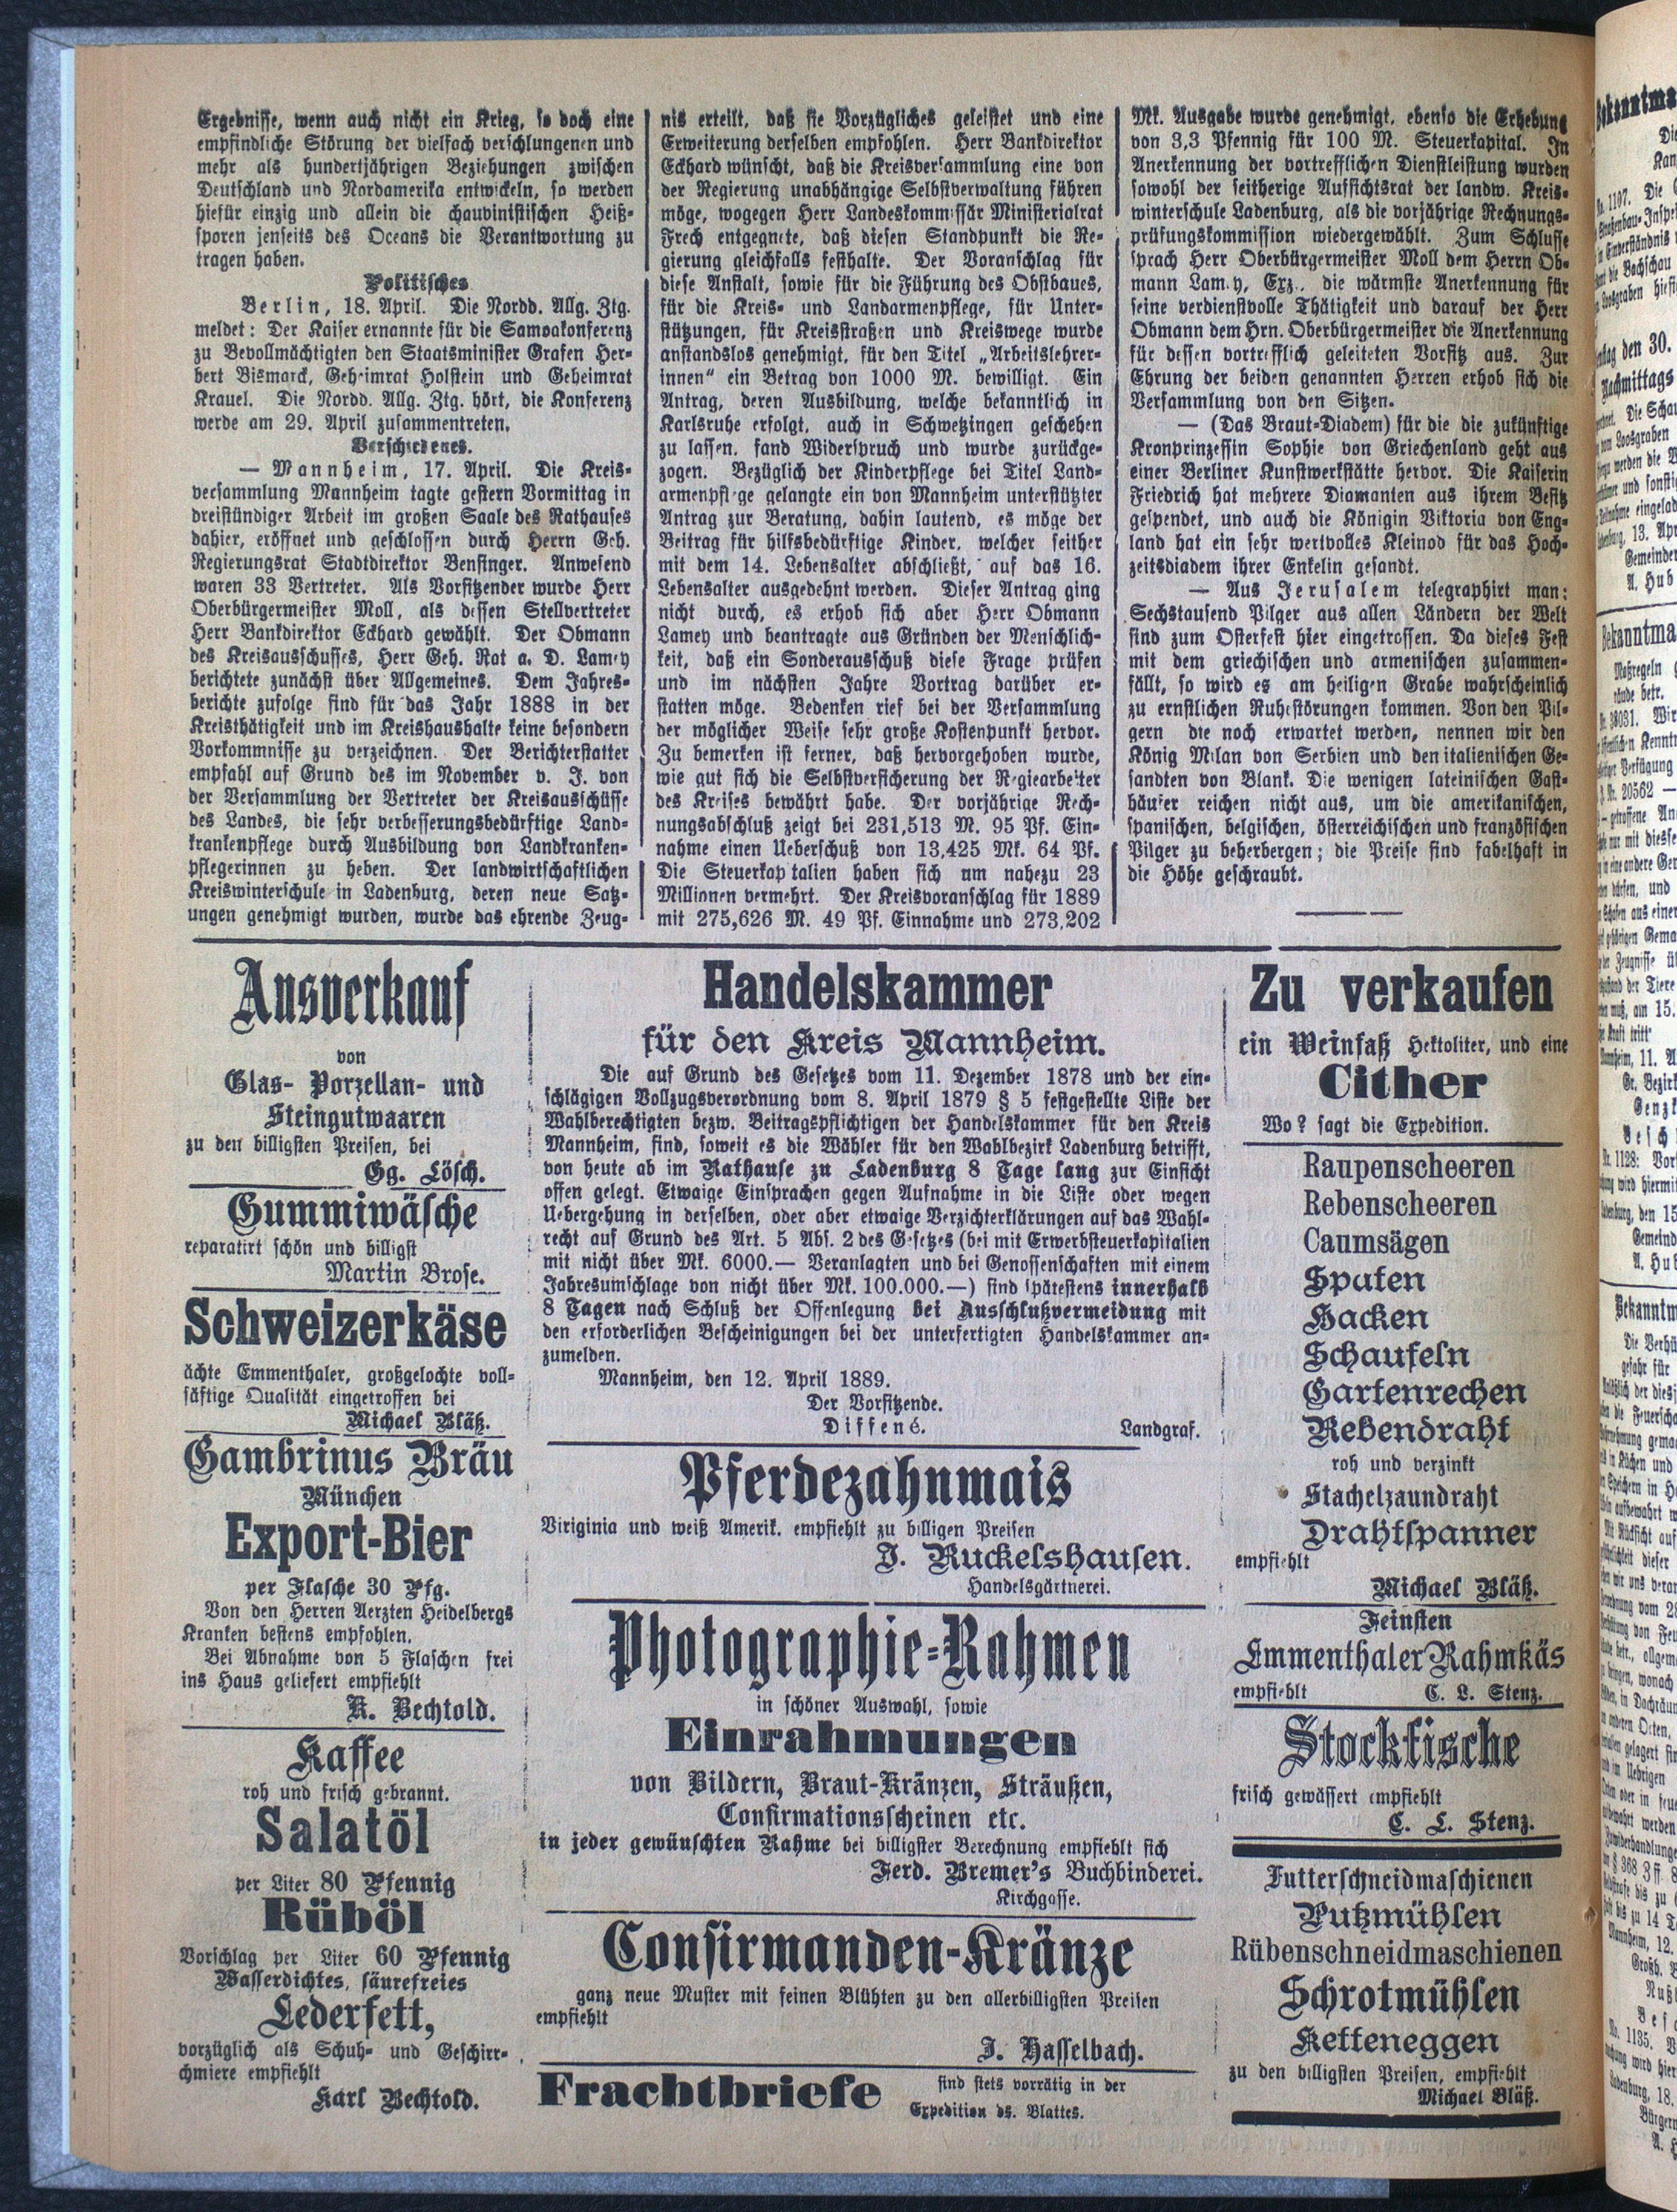 Ergebnisse, wenn auch nicht ein Krieg, so doch eine
empfindliche Störung der vielfach verschlungenen und
mehr als hundertjährigen Beziehungen zwischen
Deutschland und Nordamerika entwickeln, so werden
hiefür einzig und allein die chauvinistischen Heiß-
sporen jenseits des Oceans die Verantwortung zu
tragen haben.
Politisches
Berlin, 18. April. Die Nordd. Allg. Ztg.
meldet: Der Kaiser ernannte für die Samoakonferenz
zu Bevollmächtigten den Staatsminister Grafen Her-
bert Bismarck, Geheimrat Holstein und Geheimrat
Krauel. Die Nordd. Allg. Ztg. hört, die Konferenz
werde am 29. April zusammentreten.
Verschiedenes.
— Mannheim, 17. April. Die Kreis-
versammlung Mannheim tagte gestern Vormittag in
dreistündiger Arbeit im großen Saale des Rathauses
dahier, eröffnet und geschlossen durch Herrn Geh.
Regierungsrat Stadtdirektor Bensinger. Anwesend
waren 33 Vertreter. Als Vorsitzender wurde Herr
Oberbürgermeister Moll, als dessen Stellvertreter
Herr Bankdirektor Eckhard gewählt. Der Obmann
des Kreisausschusses, Herr Geh. Rat a. D. Lamey
berichtete zunächst über Allgemeines. Dem Jahres-
berichte zufolge sind für das Jahr 1888 in der
Kreisthätigkeit und im Kreishaushalte keine besondern
Vorkommnisse zu verzeichnen. Der Berichterstatter
empfahl auf Grund des im November v. J. von
der Versammlung der Vertreter der Kreisausschüsse
des Landes, die sehr verbesserungsbedürftige Land-
krankenpflege durch Ausbildung von Landkranken-
pflegerinnen zu heben. Der landwirtschaftlichen
Kreiswinterschule in Ladenburg, deren neue Satz-
ungen genehmigt wurden, wurde das ehrende Zeug-
nis erteilt, daß sie Vorzügliches geleistet und eine
Erweiterung derselben empfohlen. Herr Bankdirektor
Eckhard wünscht, daß die Kreisversammlung eine von
der Regierung unabhängige Selbstverwaltung führen
möge, wogegen Herr Landeskommissär Ministerialrat
Frech entgegnete, daß diesen Standpunkt die Re-
gierung gleichfalls festhalte. Der Voranschlag für
diese Anstalt, sowie für die Führung des Obstbaues,
für die Kreis- und Landarmenpflege, für Unter-
stützungen, für Kreisstraßen und Kreiswege wurde
anstandslos genehmigt, für den Titel „Arbeitslehrer-
innen“ ein Betrag von 1000 M. bewilligt. Ein
Antrag, deren Ausbildung, welche bekanntlich in
Karlsruhe erfolgt, auch in Schwetzingen geschehen
zu lassen, fand Widerspruch und wurde zurückge-
zogen. Bezüglich der Kinderpflege bei Titel Land-
armenpflege gelangte ein von Mannheim unterstützter
Antrag zur Beratung, dahin lautend, es möge der
Beitrag für hilfsbedürftige Kinder, welcher seither
mit dem 14. Lebensalter abschließt, auf das 16.
Lebensalter ausgedehnt werden. Dieser Antrag ging
nicht durch, es erhob sich aber Herr Obmann
Lamey und beantragte aus Gründen der Menschlich-
keit, daß ein Sonderausschuß diese Frage prüfen
und im nächsten Jahre Vortrag darüber er-
statten möge. Bedenken rief bei der Versammlung
der möglicher Weise sehr große Kostenpunkt hervor.
Zu bemerken ist ferner, daß hervorgehoben wurde,
wie gut sich die Selbstversicherung der Regiearbeiter
des Kreises bewährt habe. Der vorjährige Rech-
nungsabschluß zeigt bei 231,513 M. 95 Pf. Ein-
nahme einen Ueberschuß von 13,425 Mk. 64 Pf.
Die Steuerkapitalien haben sich um nahezu 23
Millionen vermehrt. Der Kreisvoranschlag für 1889
mit 275,626 M. 49 Pf. Einnahme und 273,202
Mk. Ausgabe wurde genehmigt, ebenso die Erhebung
von 3,3 Pfennig für 100 M. Steuerkapital. In
Anerkennung der vortrefflichen Dienstleistung wurden
sowohl der seitherige Aufsichtsrat der landw. Kreis-
winterschule Ladenburg, als die vorjährige Rechnungs-
prüfungskommission wiedergewählt. Zum Schlusse
sprach Herr Oberbürgermeister Moll dem Herrn Ob-
mann Lamey, Exz., die wärmste Anerkennung für
seine verdienstvolle Thätigkeit und darauf der Herr
Obmann dem Hrn. Oberbürgermeister die Anerkennung
für dessen vortrefflich geleiteten Vorsitz aus. Zur
Ehrung der beiden genannten Herren erhob sich die
Versammlung von den Sitzen.
— (Das Braut-Diadem) für die die zukünftige
Kronprinzessin Sophie von Griechenland geht aus
einer Berliner Kunstwerkstätte hervor. Die Kaiserin
Friedrich hat mehrere Diamanten aus ihrem Besitz
gespendet, und auch die Königin Viktoria von Eng-
land hat ein sehr wertvolles Kleinod für das Hoch-
zeitsdiadem ihrer Enkelin gesandt.
— Aus Jerusalem telegraphirt man:
Sechstausend Pilger aus allen Ländern der Welt
sind zum Osterfest hier eingetroffen. Da dieses Fest
mit dem griechischen und armenischen zusammen-
fällt, so wird es am heiligen Grabe wahrscheinlich
zu ernstlichen Ruhestörungen kommen. Von den Pil-
gern die noch erwartet werden, nennen wir den
König Milan von Serbien und den italienischen Ge-
sandten von Blank. Die wenigen lateinischen Gast-
häuser reichen nicht aus, um die amerikanischen,
spanischen, belgischen, österreichischen und französischen
Pilger zu beherbergen; die Preise sind fabelhaft in
die Höhe geschraubt.
Ausverkauf
von
Glas- Porzellan- und
Steingutwaaren
zu den billigsten Preisen, bei
Gg. Lösch.
Gummiwäsche
reparatirt schön und billigst
Martin Brose.
Schweizerkäse
ächte Emmenthaler, großgelochte voll-
säftige Qualität eingetroffen bei
Michael Bläß.
Gambrinus Bräu
München
Export-Bier
per Flasche 30 Pfg.
Von den Herren Aerzten Heidelbergs
Kranken bestens empfohlen.
Bei Abnahme von 5 Flaschen frei
ins Haus geliefert empfiehlt
K. Bechtold.
Kaffee
roh und frisch gebrannt.
Salatöl
per Liter 80 Pfennig
Rüböl
Vorschlag per Liter 60 Pfennig
Wasserdichtes, säurefreies
Lederfett,
vorzüglich als Schuh- und Geschirr-
chmiere empfiehlt
Karl Bechtold.
Handelskammer
für den Kreis Mannheim.
Die auf Grund des Gesetzes vom 11. Dezember 1878 und der ein-
schlägigen Vollzugsverordnung vom 8. April 1879 § 5 festgestellte Liste der
Wahlberechtigten bezw. Beitragspflichtigen der Handelskammer für den Kreis
Mannheim, sind, soweit es die Wähler für den Wahlbezirk Ladenburg betrifft,
von heute ab im Rathause zu Ladenburg 8 Tage lang zur Einsicht
offen gelegt. Etwaige Einsprachen gegen Aufnahme in die Liste oder wegen
Uebergehung in derselben, oder aber etwaige Verzichterklärungen auf das Wahl-
recht auf Grund des Art. 5 Abs. 2 des Gesetzes (bei mit Erwerbsteuerkapitalien
mit nicht über Mk. 6000.— Veranlagten und bei Genossenschaften mit einem
Jahresumschlage von nicht über Mk. 100.000.—) sind spätestens innerhalb
8 Tagen nach Schluß der Offenlegung bei Ausschlußvermeidung mit
den erforderlichen Bescheinigungen bei der unterfertigten Handelskammer an-
zumelden.
Mannheim, den 12. April 1889.
Der Vorsitzende.
Diffené. Landgraf.
Pferdezahnmais
Viriginia und weiß Amerik. empfiehlt zu billigen Preisen
J. Ruckelshausen.
Handelsgärtnerei.
Photographie-Rahmen
in schöner Auswahl, sowie
Einrahmungen
von Bildern, Braut-Kränzen, Sträußen,
Confirmationsscheinen etc.
in jeder gewünschten Rahme bei billigster Berechnung empfiehlt sich
Ferd. Bremer's Buchbinderei.
Kirchgasse.
Confirmanden-Kränze
ganz neue Muster mit feinen Blühten zu den allerbilligsten Preisen
empfiehlt
J. Hasselbach.
Frachtbriefe sind stets vorrätig in der
Expedition ds. Blattes.
Zu verkaufen
ein Weinfaß Hektoliter, und eine
Cither
Wo? sagt die Expedition.
Raupenscheeren
Rebenscheeren
Caumsägen
Spaten
Hacken
Schaufeln
Gartenrechen
Rebendraht
roh und verzinkt
Stachelzaundraht
Drahtspanner
empfiehlt
Michael Bläß.
Feinsten
Emmenthaler Rahmkäs
empfiehlt C. L. Stenz.
Stockfische
frisch gewässert empfiehlt
C. L. Stenz.
Futterschneidmaschienen
Putzmühlen
Rübenschneidmaschienen
Schrotmühlen
Ketteneggen
zu den billigsten Preisen, empfiehlt
Michael Bläß.